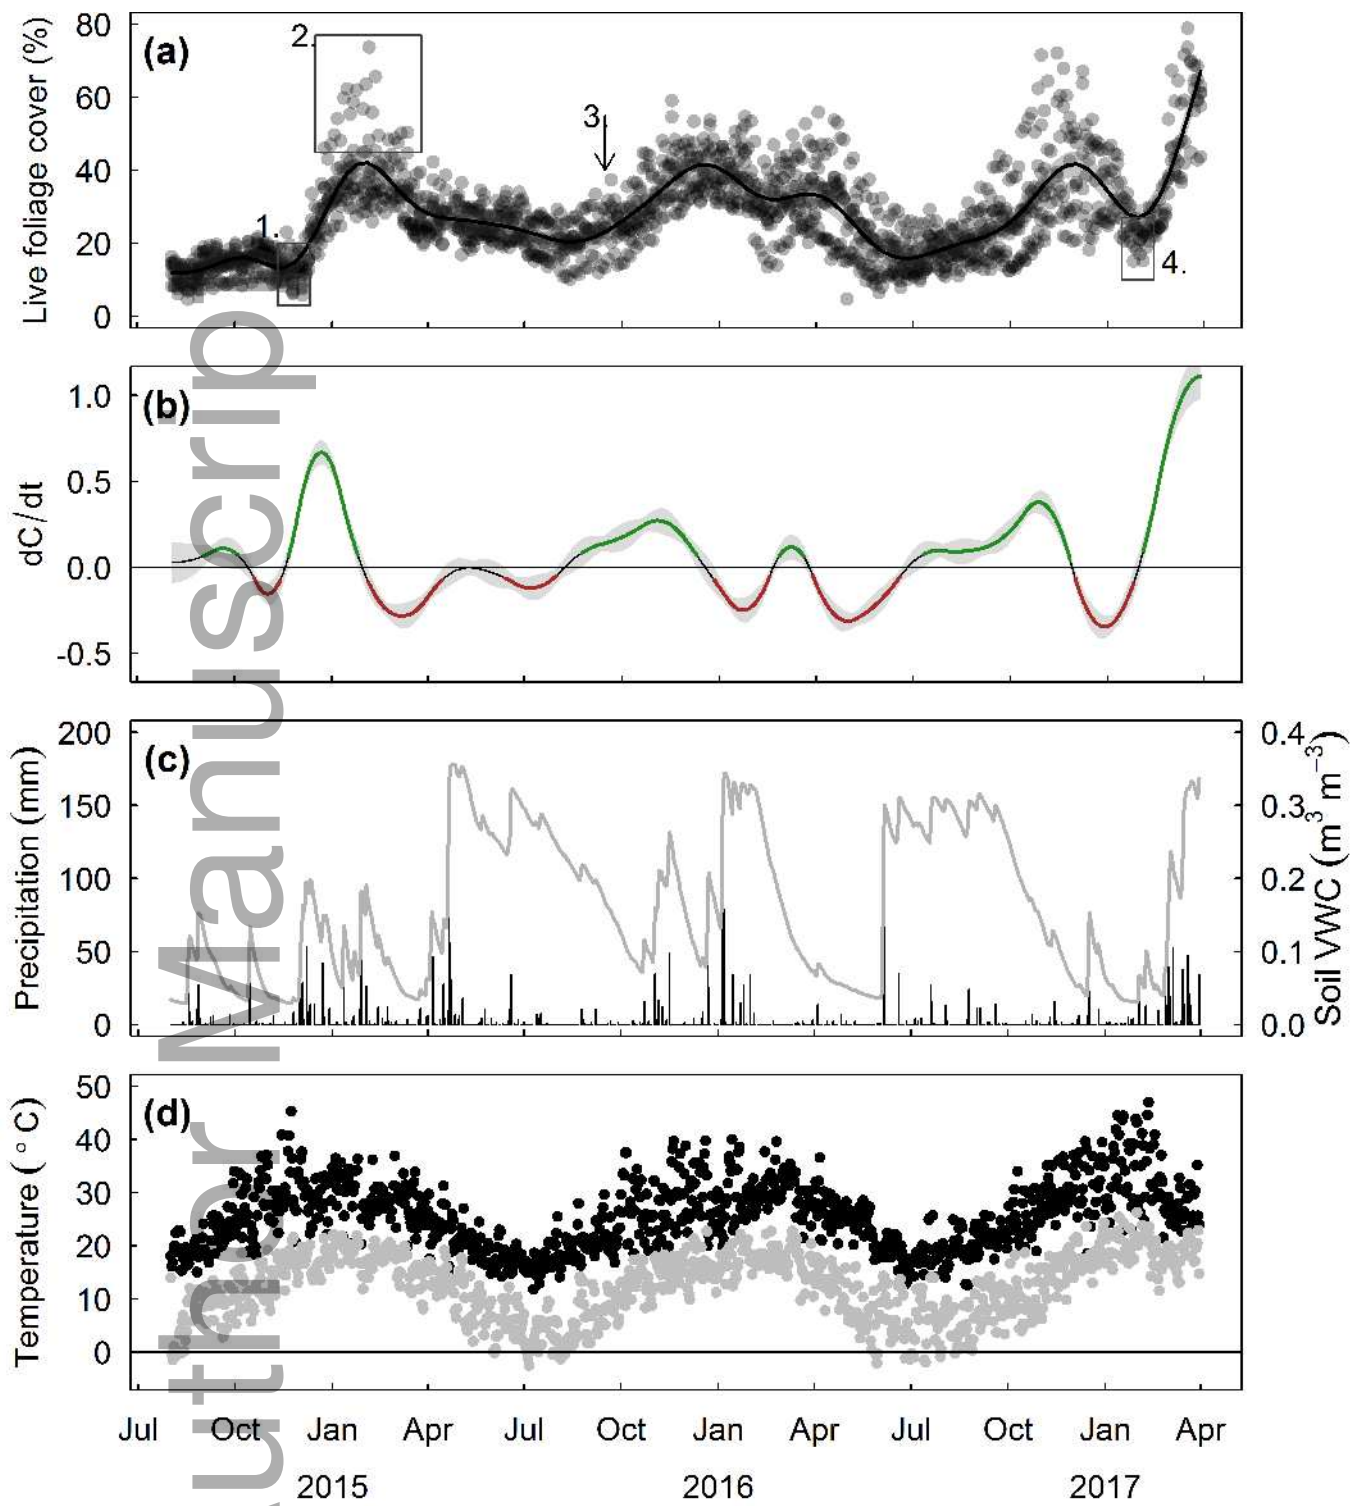 Live foliage cover (%)
80
60
40
20
0
(a)
1.
2.
3.
4.
dC/dt
1.0
0.5
0.0
-0.5
(b)
Precipitation (mm)
200
150
100
50
0
(c)
0.4
0.3
0.2
0.1
0.0
Soil VWC (m³ m⁻³)
Temperature (° C)
50
40
30
20
10
0
(d)
Jul Oct Jan Apr Jul Oct Jan Apr Jul Oct Jan Apr
2015 2016 2017
Author Manuscrip